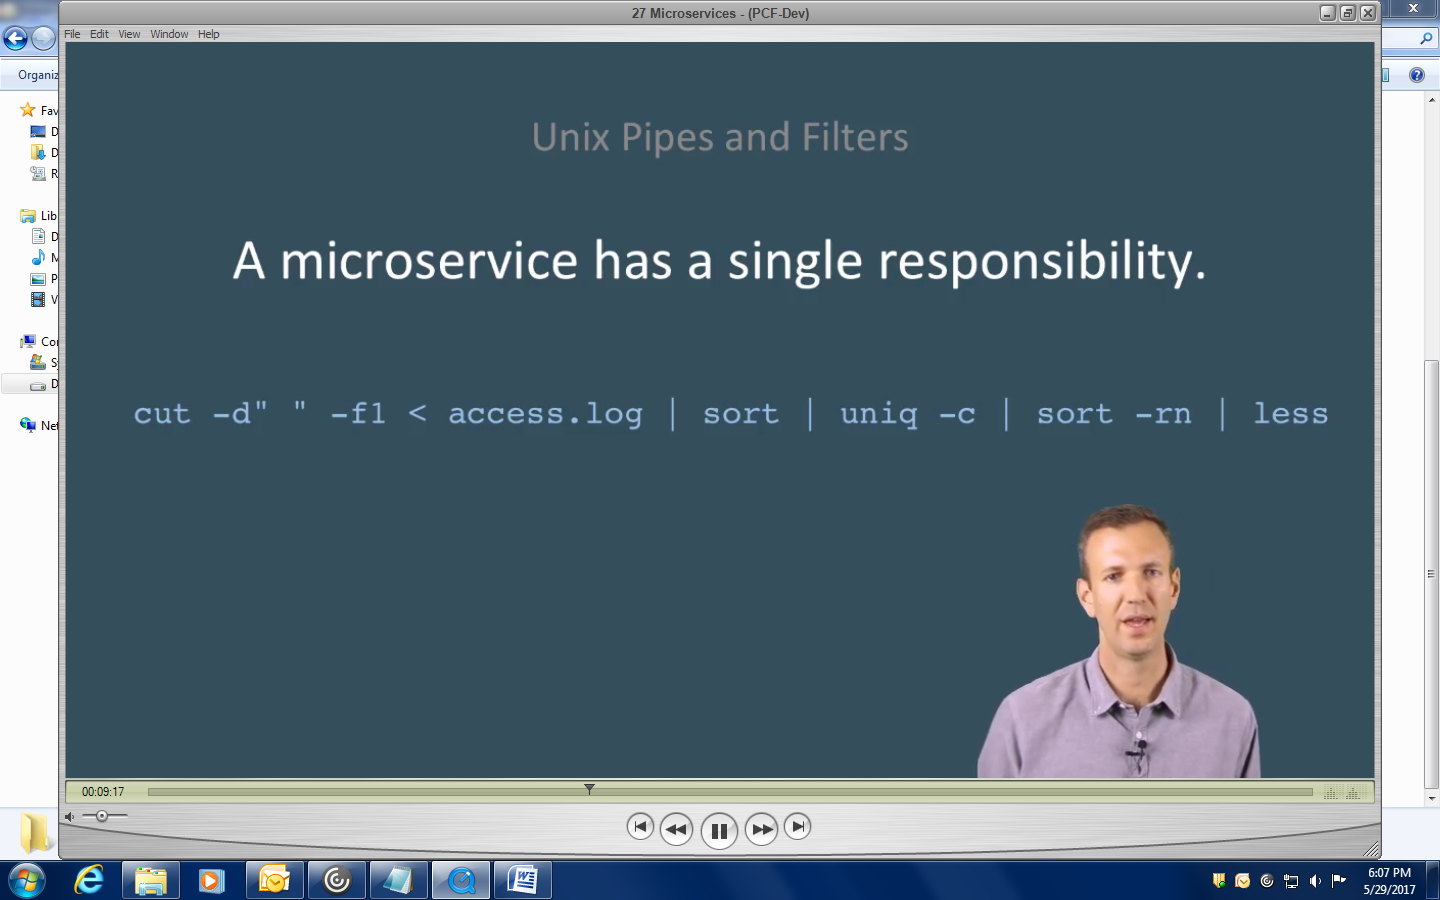 27 Microservices - (PCF-Dev)
File Edit View Window Help
Unix Pipes and Filters
A microservice has a single responsibility.
cut -d" " -f1 < access.log | sort | uniq -c | sort -rn | less
00:09:17
6:07 PM
5/29/2017